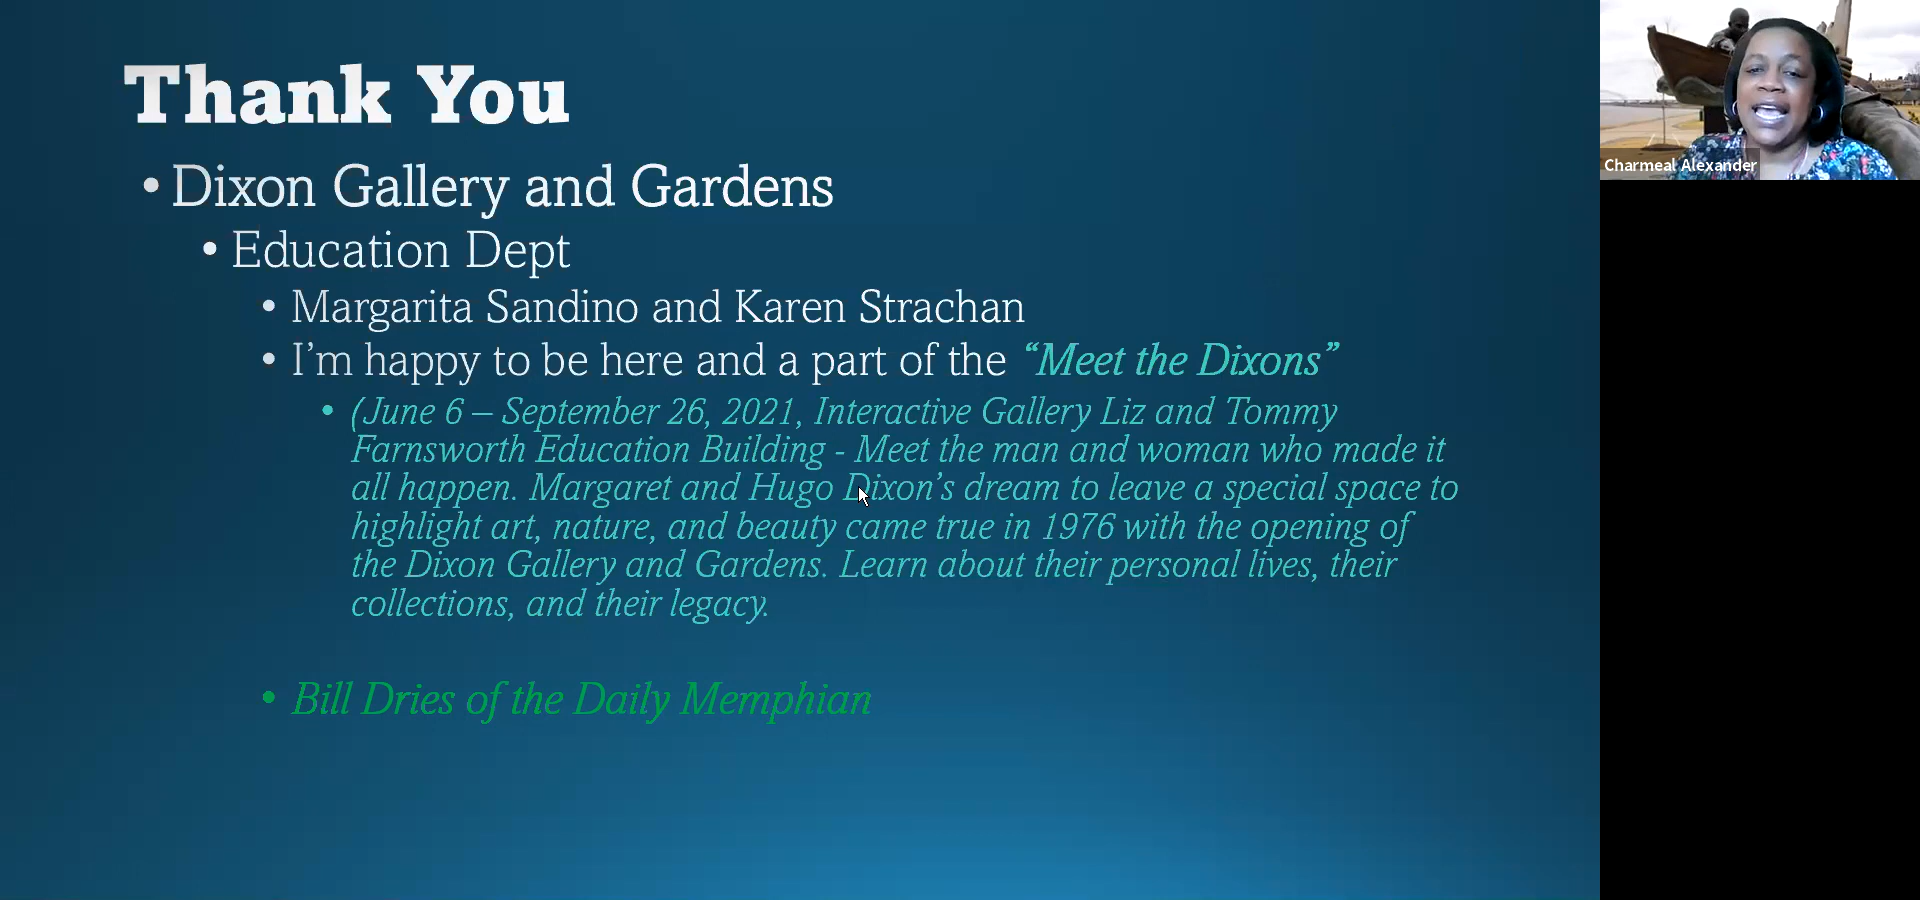 Thank You
• Dixon Gallery and Gardens
• Education Dept
• Margarita Sandino and Karen Strachan
• I’m happy to be here and a part of the “Meet the Dixons”
• (June 6 – September 26, 2021, Interactive Gallery Liz and Tommy
Farnsworth Education Building - Meet the man and woman who made it
all happen. Margaret and Hugo Dixon’s dream to leave a special space to
highlight art, nature, and beauty came true in 1976 with the opening of
the Dixon Gallery and Gardens. Learn about their personal lives, their
collections, and their legacy.
• Bill Dries of the Daily Memphian
Charmeal Alexander